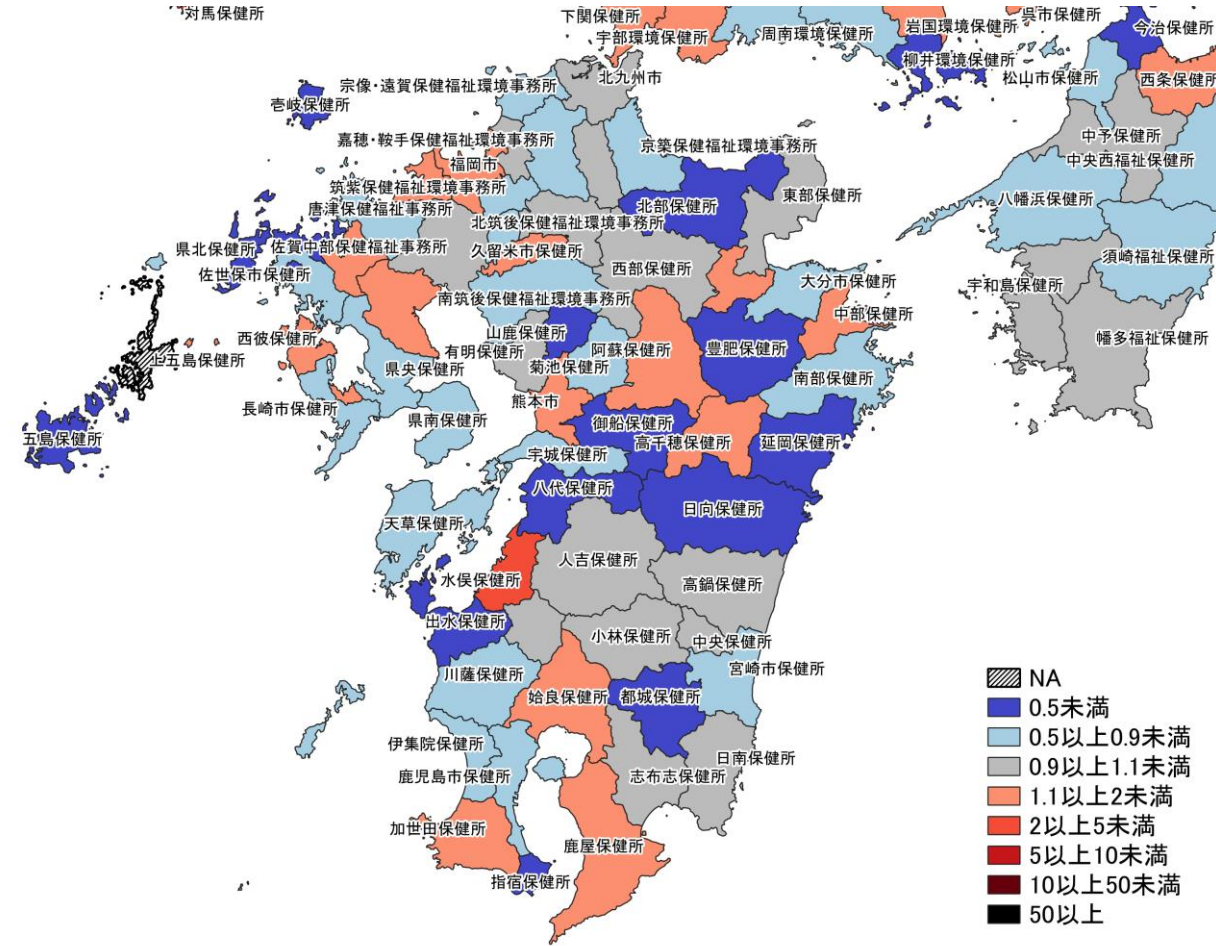 対馬保健所
下関保健所
宇部環境保健所
周南環境保健所
岩国環境保健所
呉市保健所
今治保健所
柳井環境保健所
松山市保健所
西条保健所
北九州市
宗像・遠賀保健福祉環境事務所
壱岐保健所
嘉穂・鞍手保健福祉環境事務所
京築保健福祉環境事務所
中予保健所
福岡市
中央西福祉保健所
筑紫保健福祉環境事務所
東部保健所
八幡浜保健所
唐津保健福祉事務所
北部保健所
北筑後保健福祉環境事務所
県北保健所
佐賀中部保健福祉事務所
久留米市保健所
佐世保市保健所
西部保健所
須崎福祉保健所
大分市保健所
宇和島保健所
南筑後保健福祉環境事務所
中部保健所
山鹿保健所
西彼保健所
有明保健所
阿蘇保健所
豊肥保健所
幡多福祉保健所
上五島保健所
県央保健所
菊池保健所
南部保健所
長崎市保健所
熊本市
県南保健所
御船保健所
五島保健所
高千穂保健所
延岡保健所
宇城保健所
八代保健所
日向保健所
天草保健所
人吉保健所
水俣保健所
高鍋保健所
出水保健所
小林保健所
中央保健所
宮崎市保健所
川薩保健所
姶良保健所
都城保健所
伊集院保健所
日南保健所
鹿児島市保健所
志布志保健所
加世田保健所
鹿屋保健所
指宿保健所
NA
0.5未満
0.5以上0.9未満
0.9以上1.1未満
1.1以上2未満
2以上5未満
5以上10未満
10以上50未満
50以上